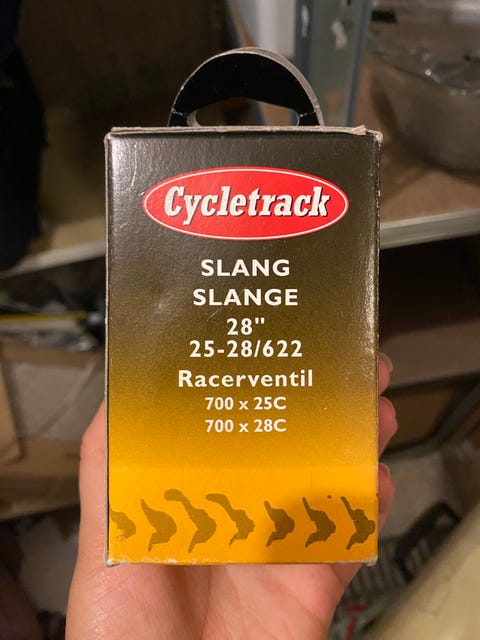 Cycletrack
SLANG
SLANGE
28"
25-28/622
Racerventil
700 x 25C
700 x 28C